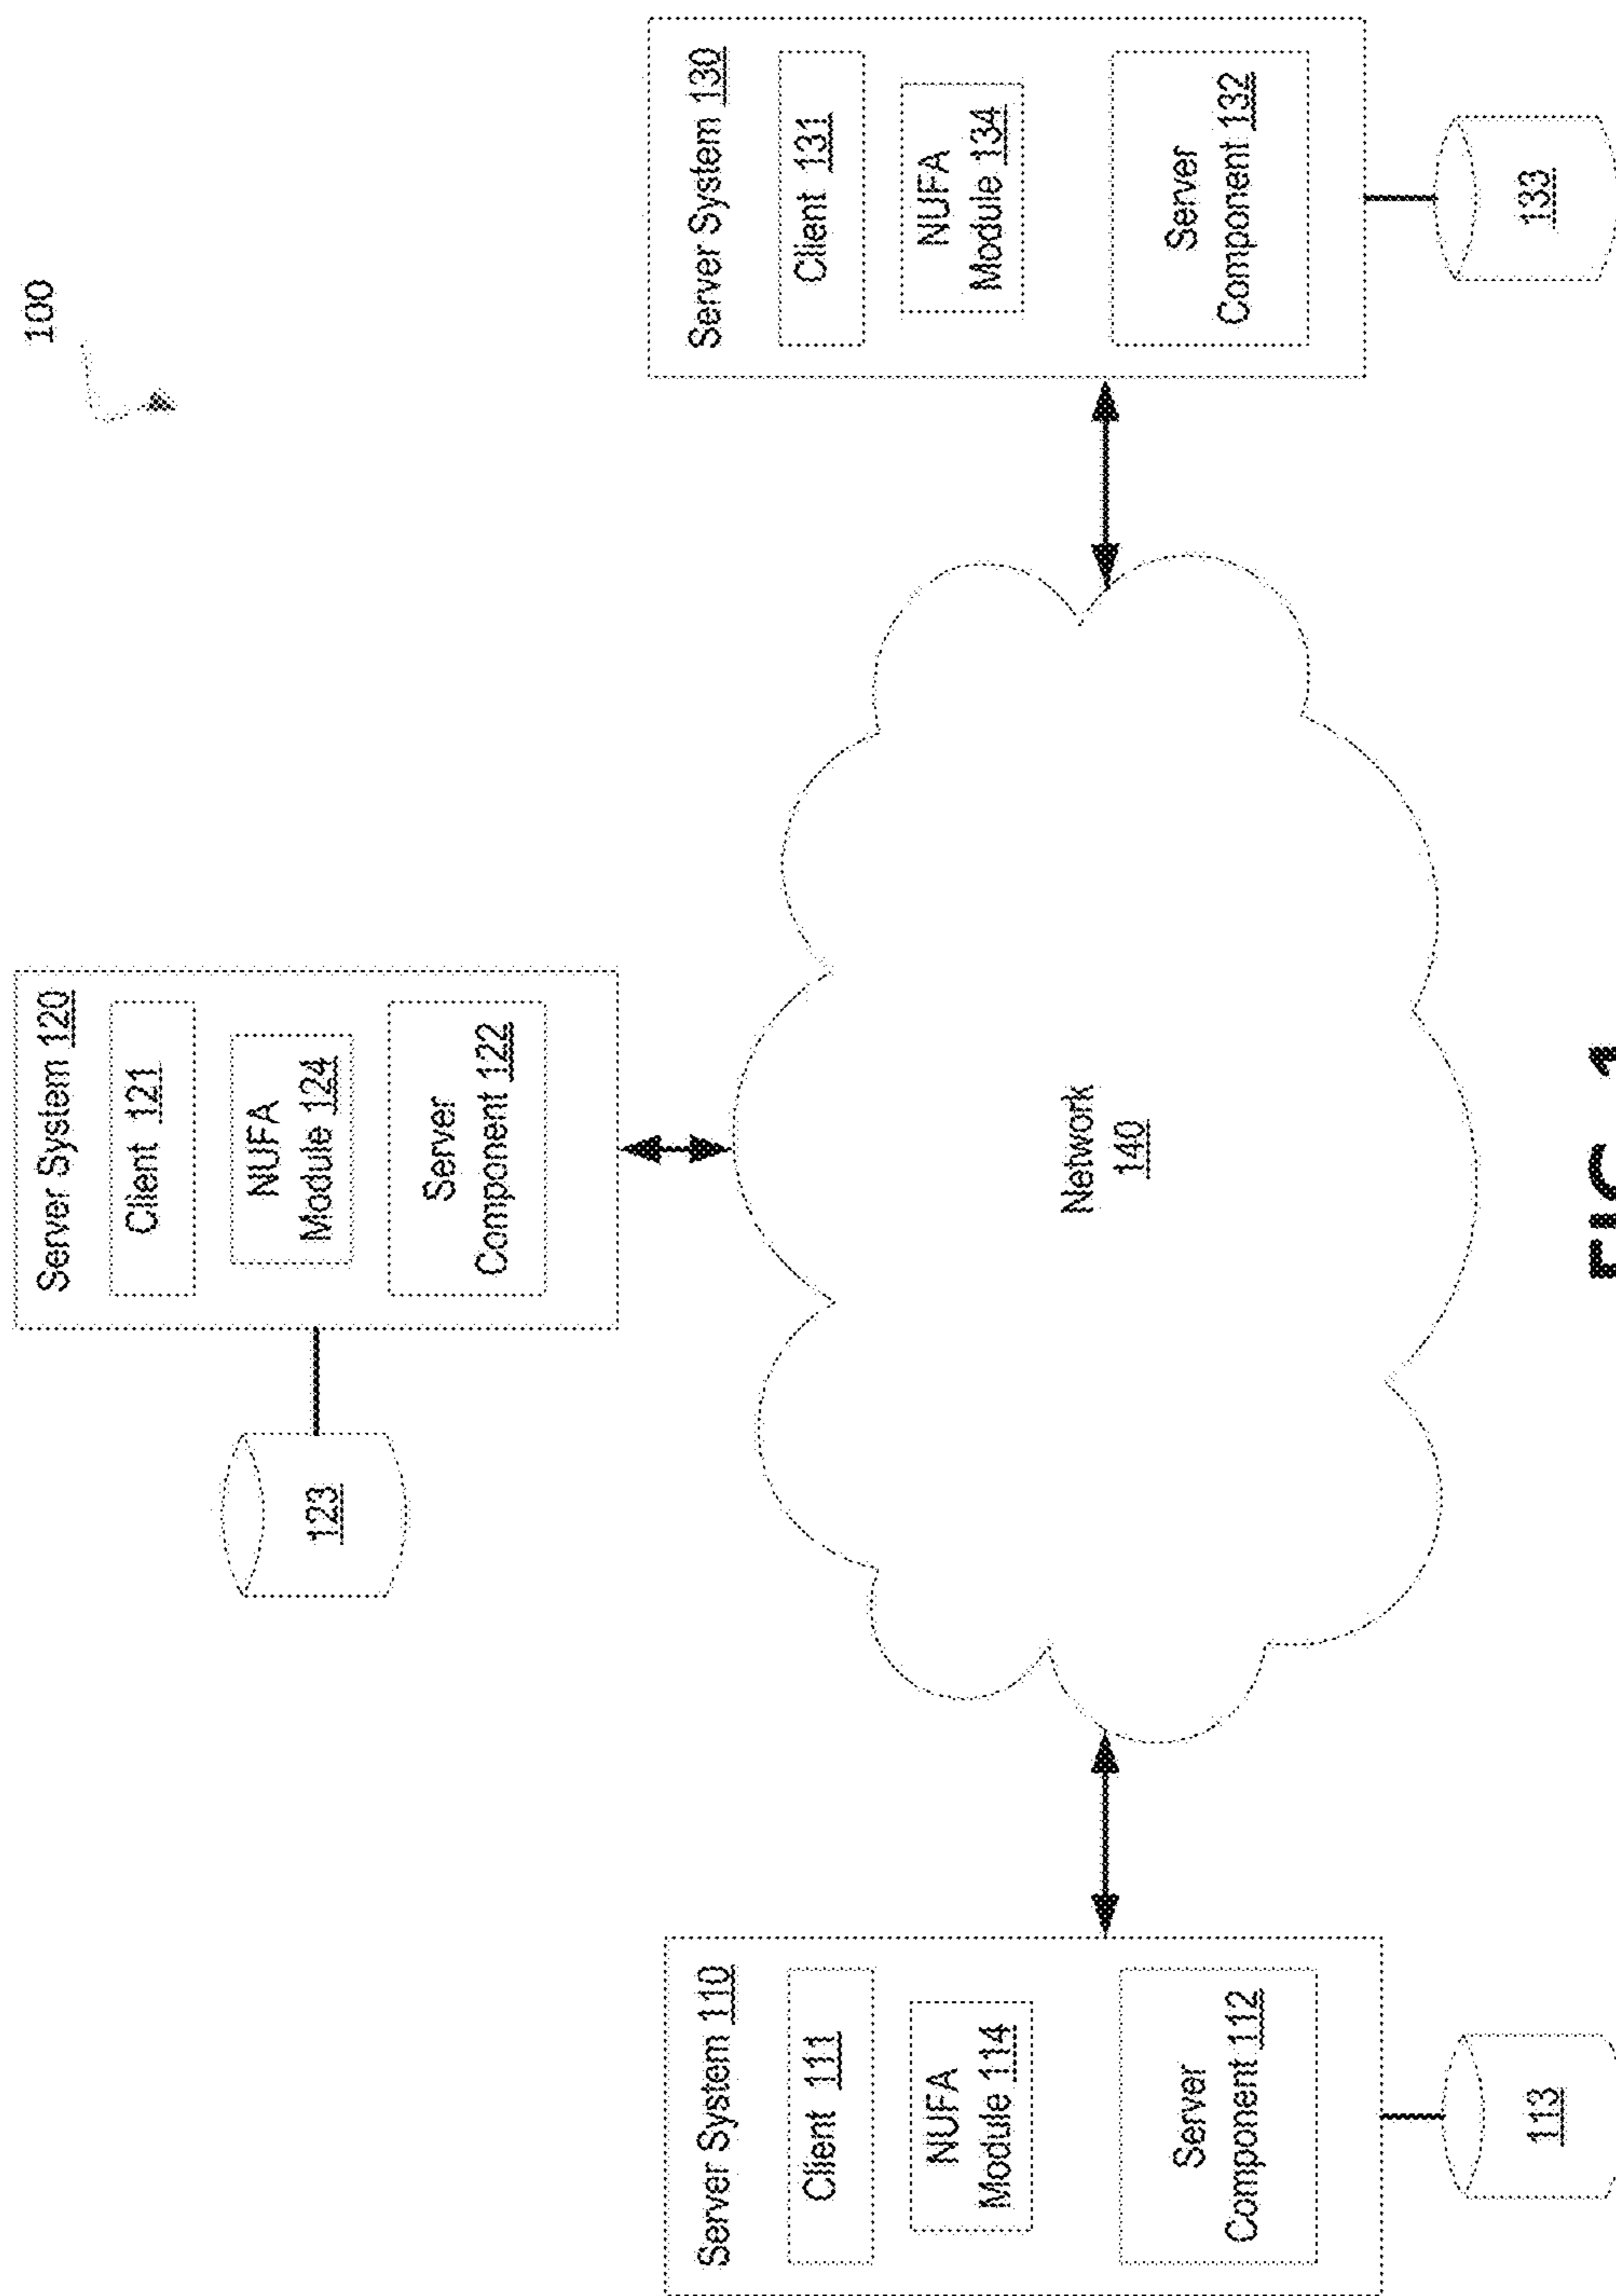 100
Server System 120
Client 121
NUFA
Module 124
Server
Component 122
123
Server System 110
Client 111
NUFA
Module 114
Server
Component 112
113
Network
140
Server System 130
Client 131
NUFA
Module 134
Server
Component 132
133
FIG. 1